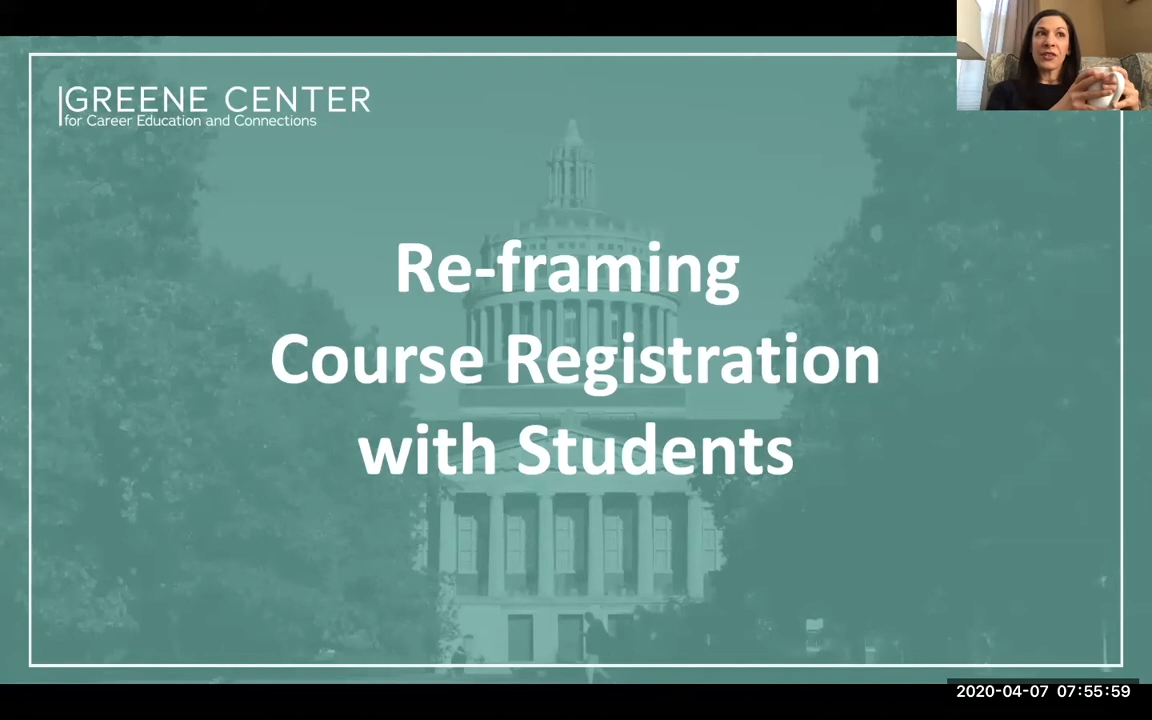 GREENE CENTER
for Career Education and Connections
Re-framing
Course Registration
with Students
2020-04-07 07:55:59